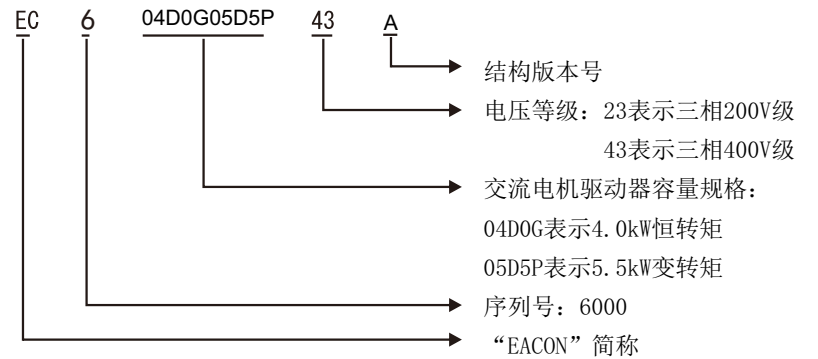 EC 6 04D0G05D5P 43 A
结构版本号
电压等级：23表示三相200V级
43表示三相400V级
交流电机驱动器容量规格：
04D0G表示4.0kW恒转矩
05D5P表示5.5kW变转矩
序列号：6000
“EACON”简称